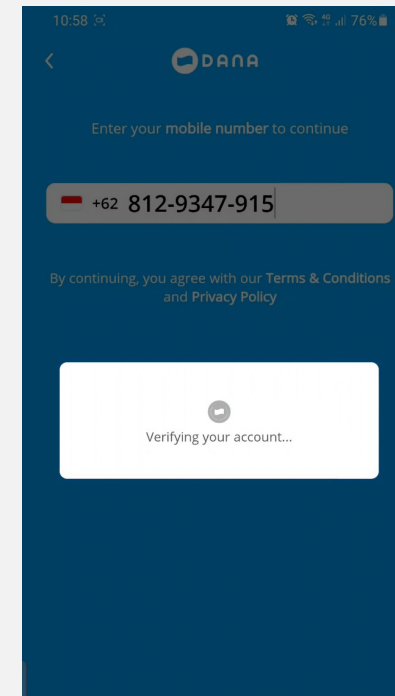 10:58 76%
DANA
Enter your mobile number to continue
+62 812-9347-915
By continuing, you agree with our Terms & Conditions
and Privacy Policy
Verifying your account...